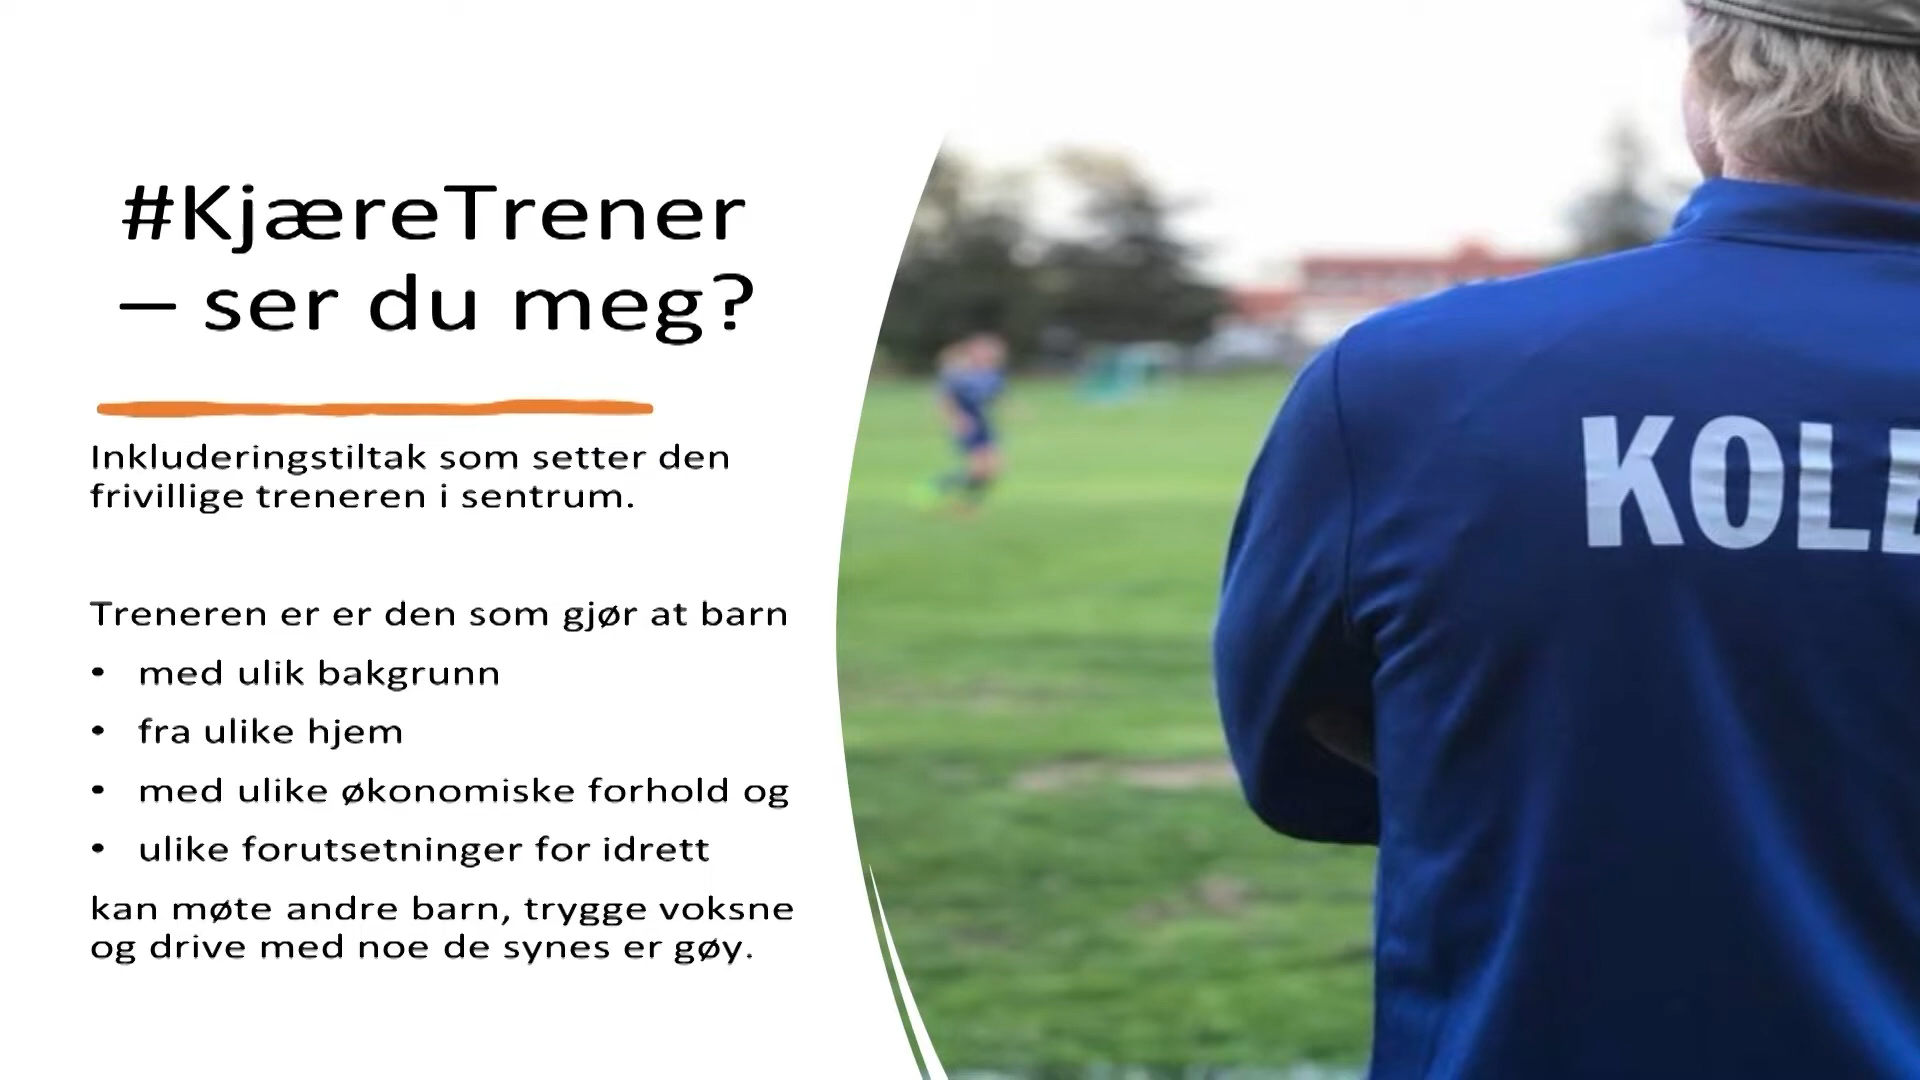 #KjæreTrener
– ser du meg?
Inkluderingstiltak som setter den
frivillige treneren i sentrum.
Treneren er er den som gjør at barn
• med ulik bakgrunn
• fra ulike hjem
• med ulike økonomiske forhold og
• ulike forutsetninger for idrett
kan møte andre barn, trygge voksne
og drive med noe de synes er gøy.